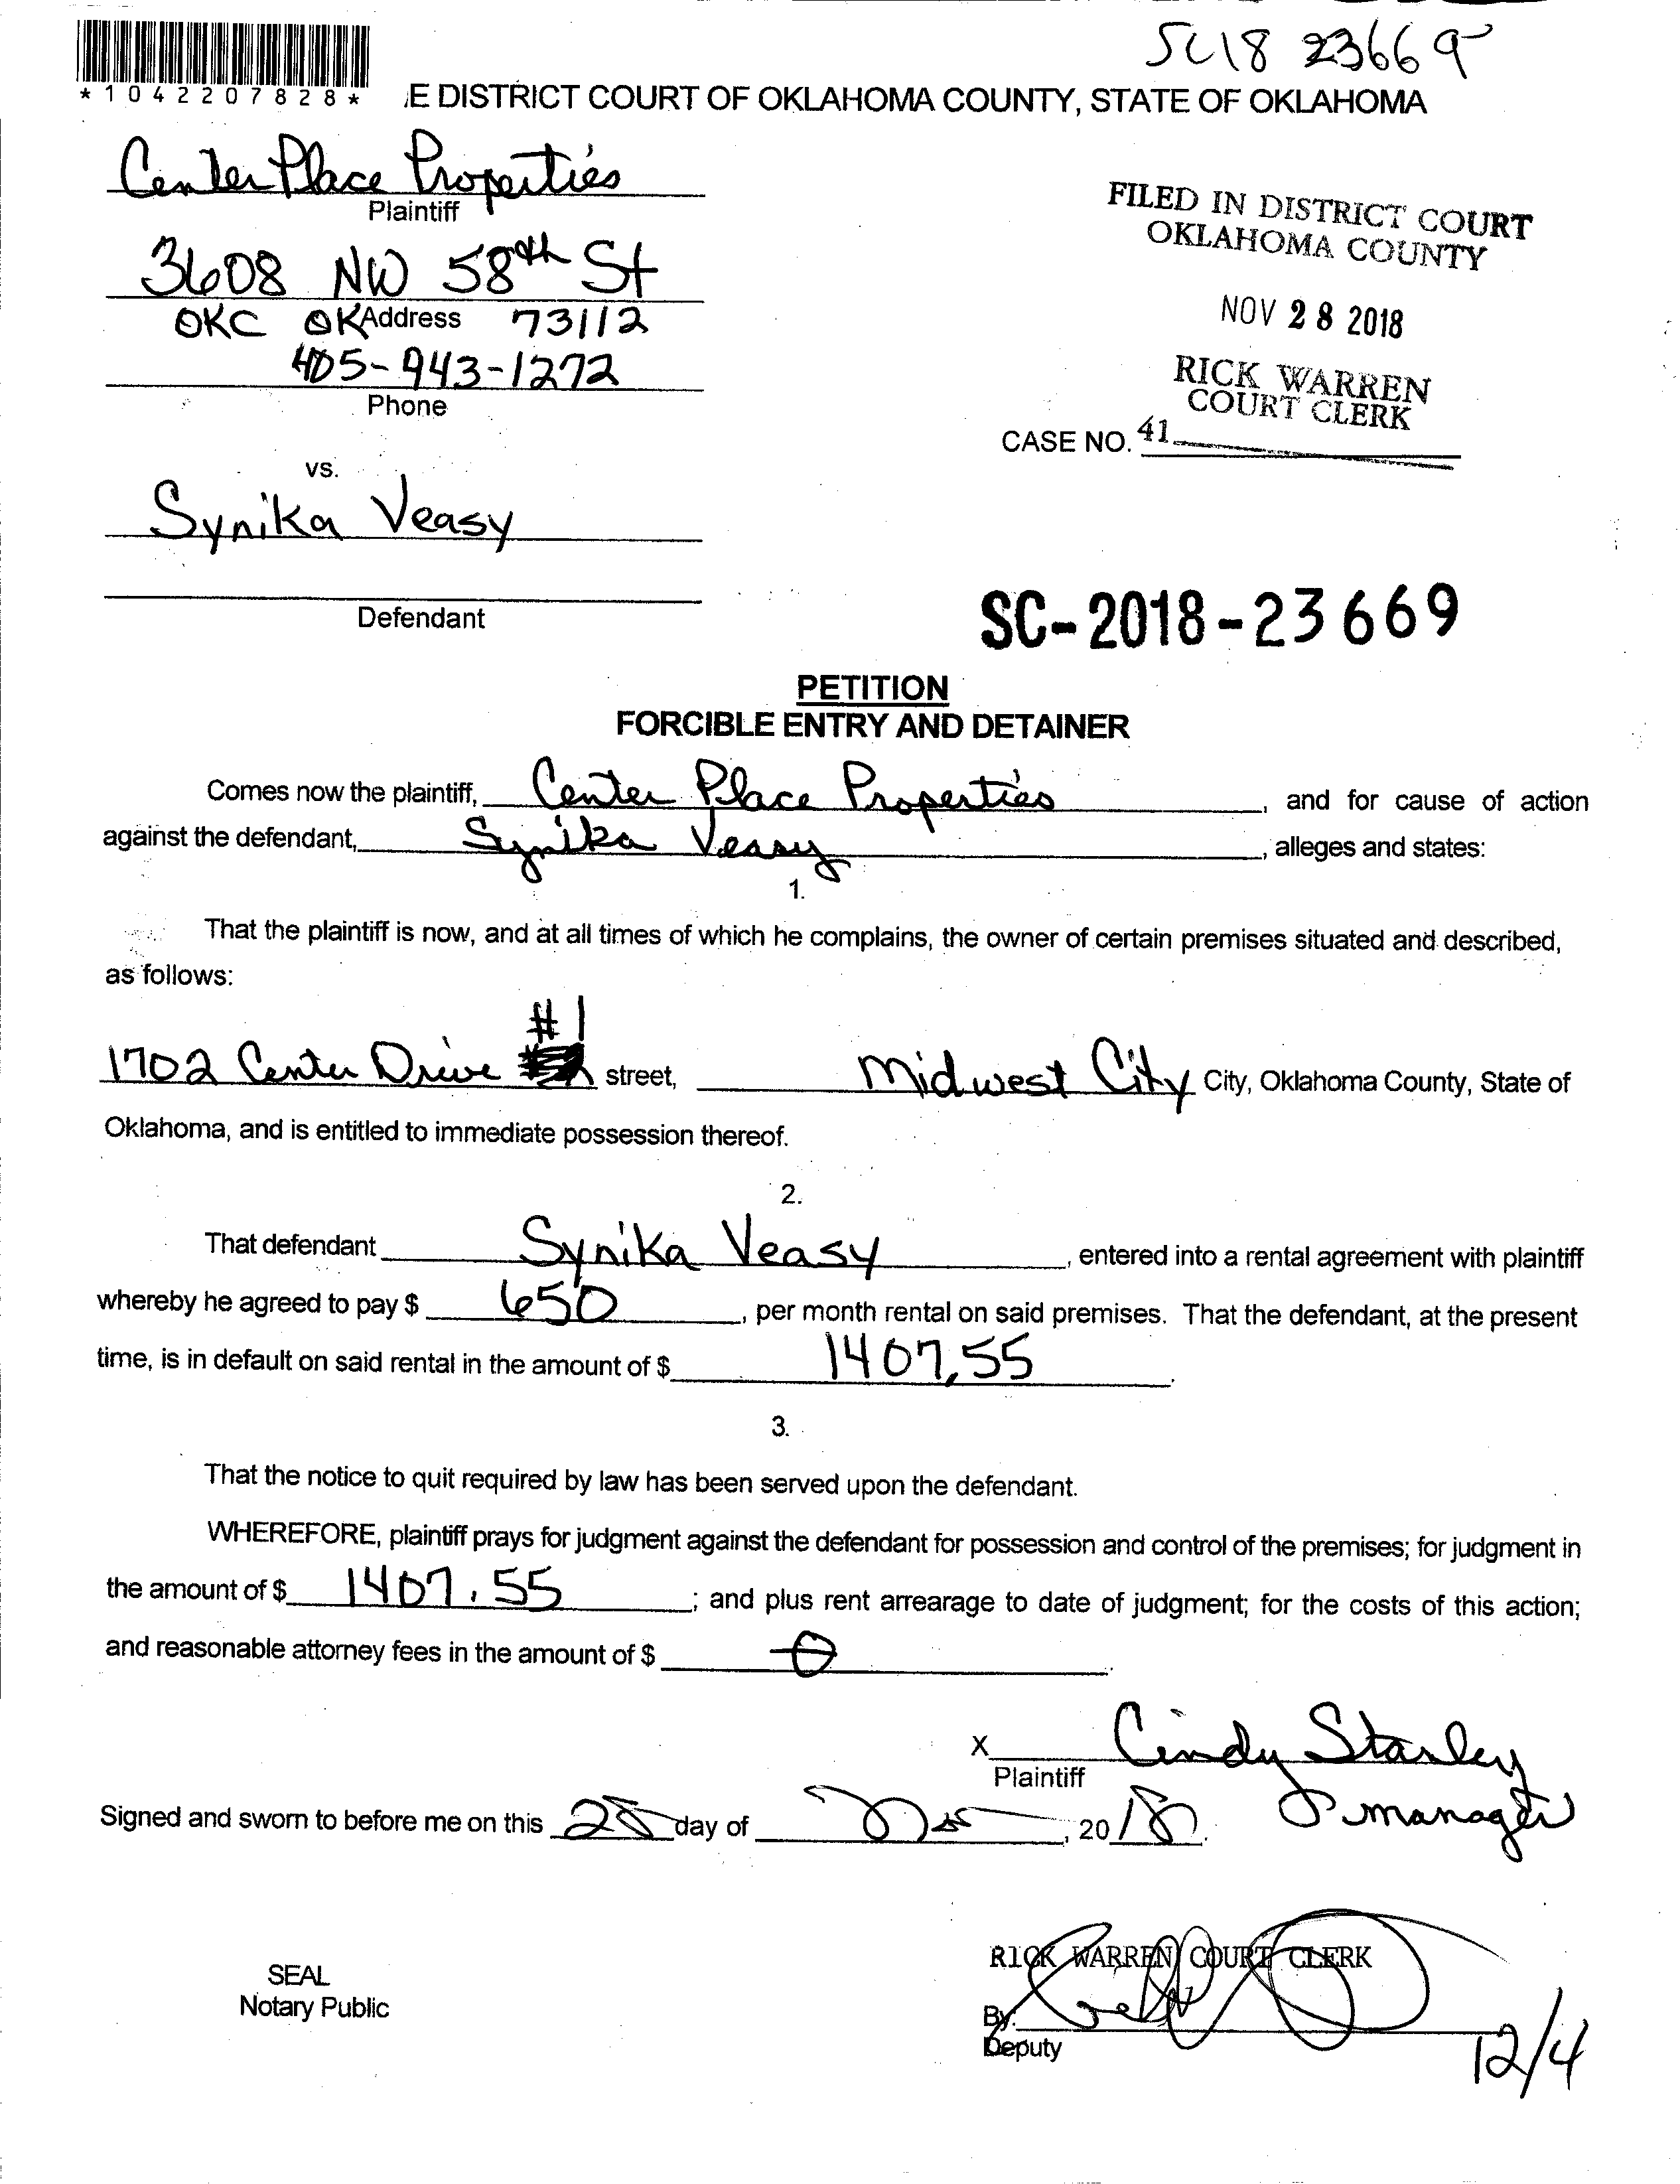 SC18 23669
*1042207828*
E DISTRICT COURT OF OKLAHOMA COUNTY, STATE OF OKLAHOMA
Center Place Properties
Plaintiff
3608 NW 58th St
OKC OK Address 73112
405-943-1272
Phone
FILED IN DISTRICT COURT
OKLAHOMA COUNTY
NOV 28 2018
RICK WARREN
COURT CLERK
CASE NO. 41
vs.
Synika Veasy
Defendant
SC-2018-23669
PETITION
FORCIBLE ENTRY AND DETAINER
Comes now the plaintiff, Center Place Properties, and for cause of action
against the defendant, Synika Veasy, alleges and states:
1.
That the plaintiff is now, and at all times of which he complains, the owner of certain premises situated and described,
as follows:
#1
1702 Center Drive street, Midwest City City, Oklahoma County, State of
Oklahoma, and is entitled to immediate possession thereof.
2.
That defendant Synika Veasy, entered into a rental agreement with plaintiff
whereby he agreed to pay $ 650, per month rental on said premises. That the defendant, at the present
time, is in default on said rental in the amount of $ 1407.55.
3.
That the notice to quit required by law has been served upon the defendant.
WHEREFORE, plaintiff prays for judgment against the defendant for possession and control of the premises; for judgment in
the amount of $ 1407.55; and plus rent arrearage to date of judgment; for the costs of this action;
and reasonable attorney fees in the amount of $ 0.
X Cindy Stanley
Plaintiff
manager
Signed and sworn to before me on this 28 day of Nov, 2018.
SEAL
Notary Public
RICK WARREN COURT CLERK
By:
Deputy
12/4